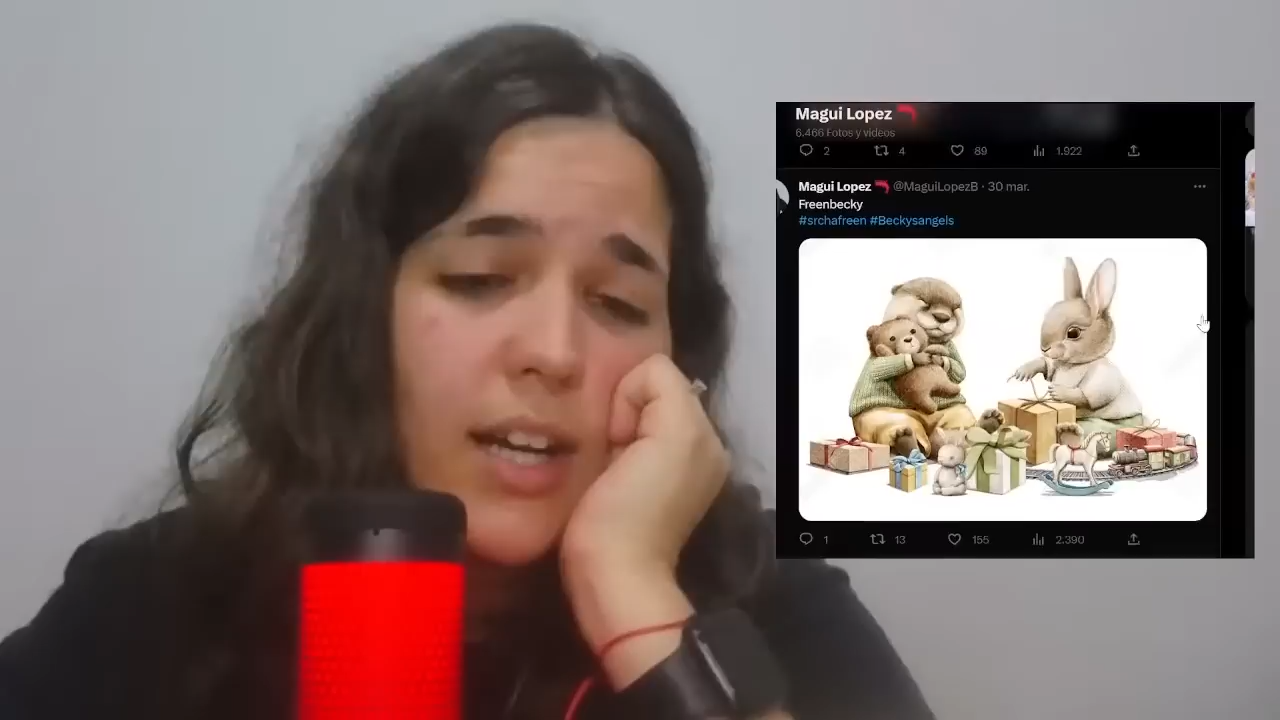 Magui Lopez
6.466 Fotos y videos
2 4 89 1.922
Magui Lopez @MaguiLopezB · 30 mar.
Freenbecky
#srchafreen #Beckysangels
1 13 155 2.390